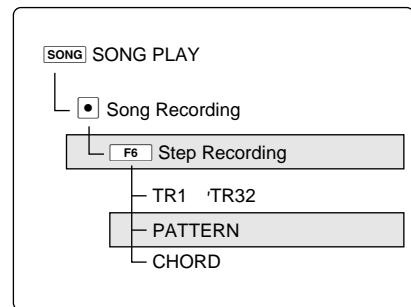 SONG SONG PLAY
Song Recording
F6 Step Recording
TR1 'TR32
PATTERN
CHORD